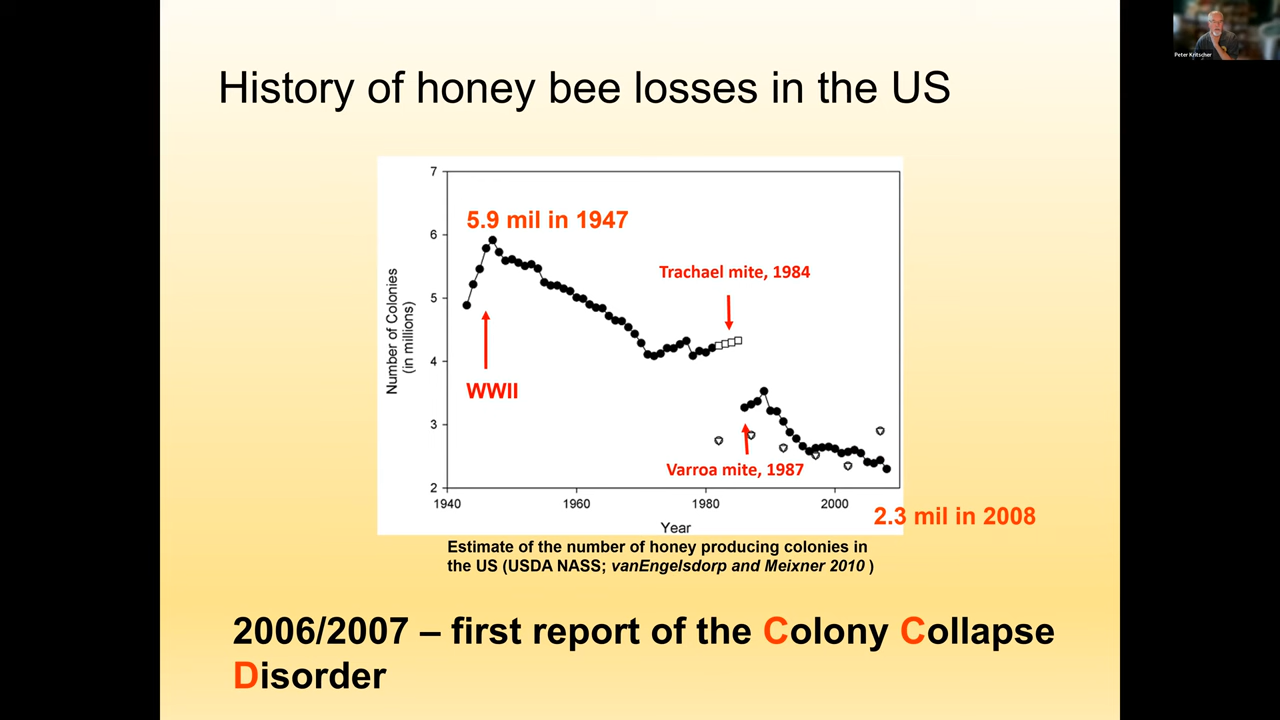 Peter Kritscher
History of honey bee losses in the US
7
6
5
4
3
2
Number of Colonies
(in millions)
5.9 mil in 1947
Trachael mite, 1984
WWII
Varroa mite, 1987
1940
1960
1980
2000
Year
2.3 mil in 2008
Estimate of the number of honey producing colonies in
the US (USDA NASS; vanEngelsdorp and Meixner 2010 )
2006/2007 – first report of the Colony Collapse
Disorder